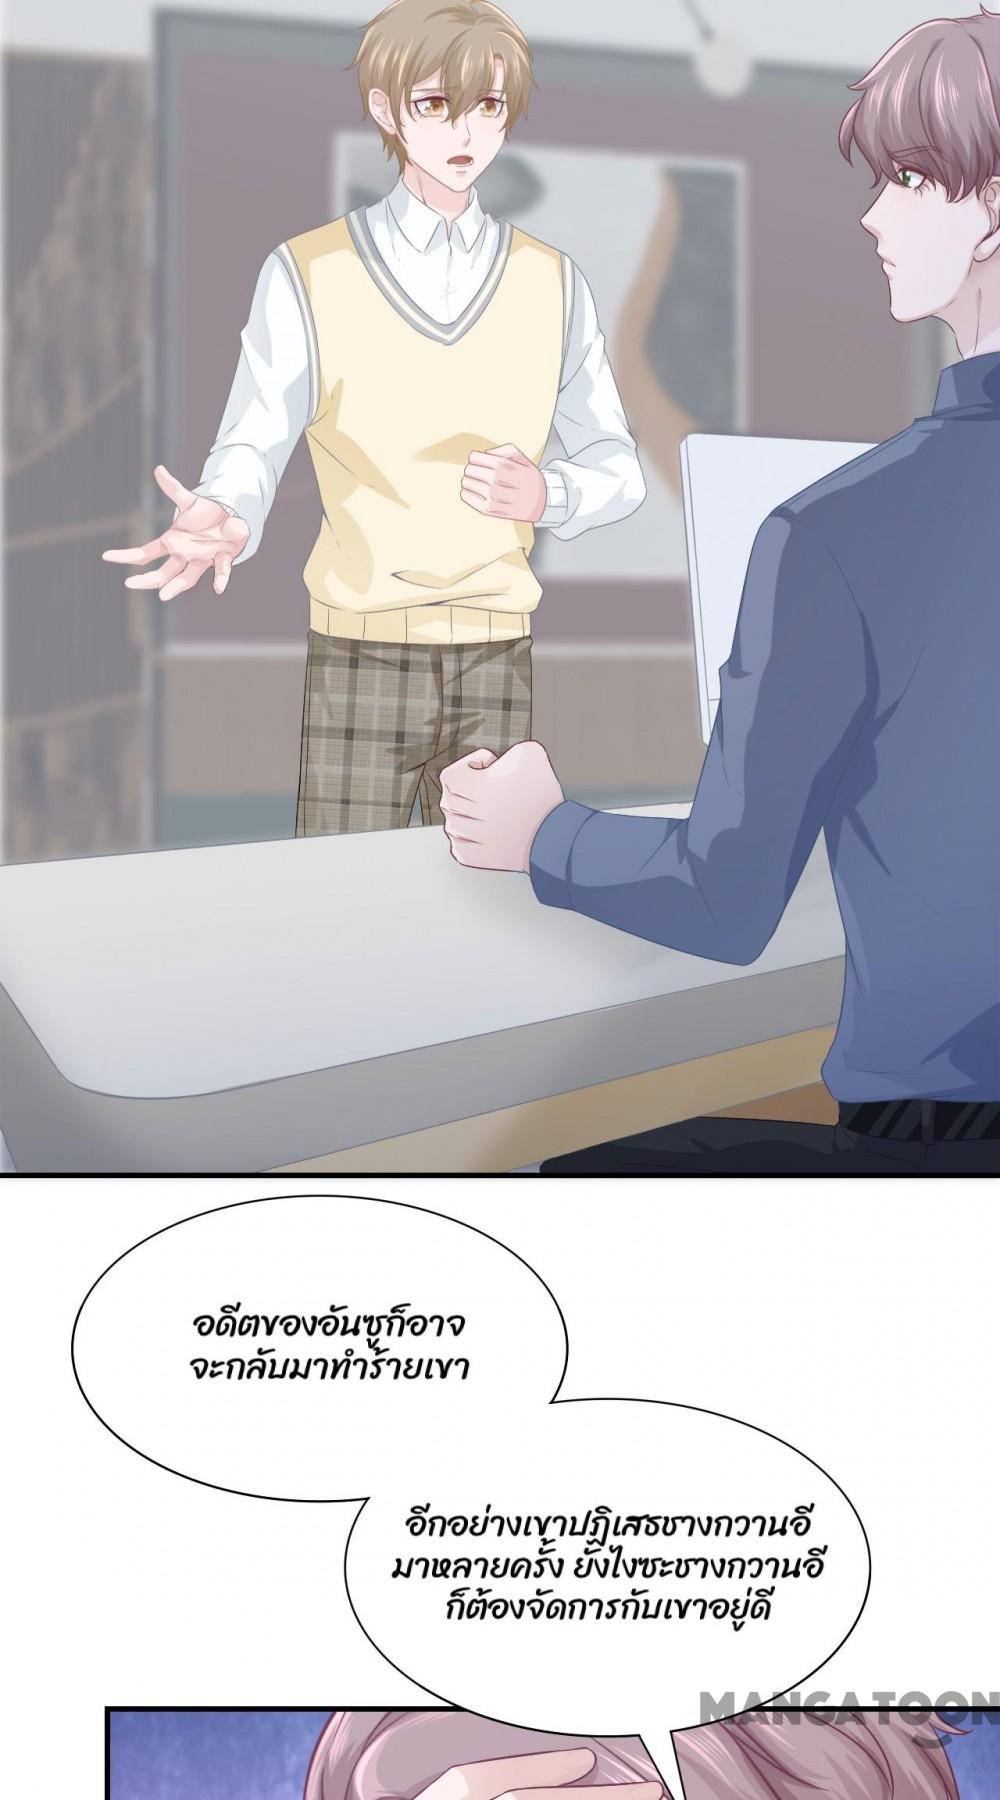 อดีตของอันซูก็อาจ
จะกลับมาทำร้ายเขา
อีกอย่างเขาปฏิเสธชางกวานอี
มาหลายครั้ง ยังไงซะชางกวานอี
ก็ต้องจัดการกับเขาอยู่ดี
MANGATOON